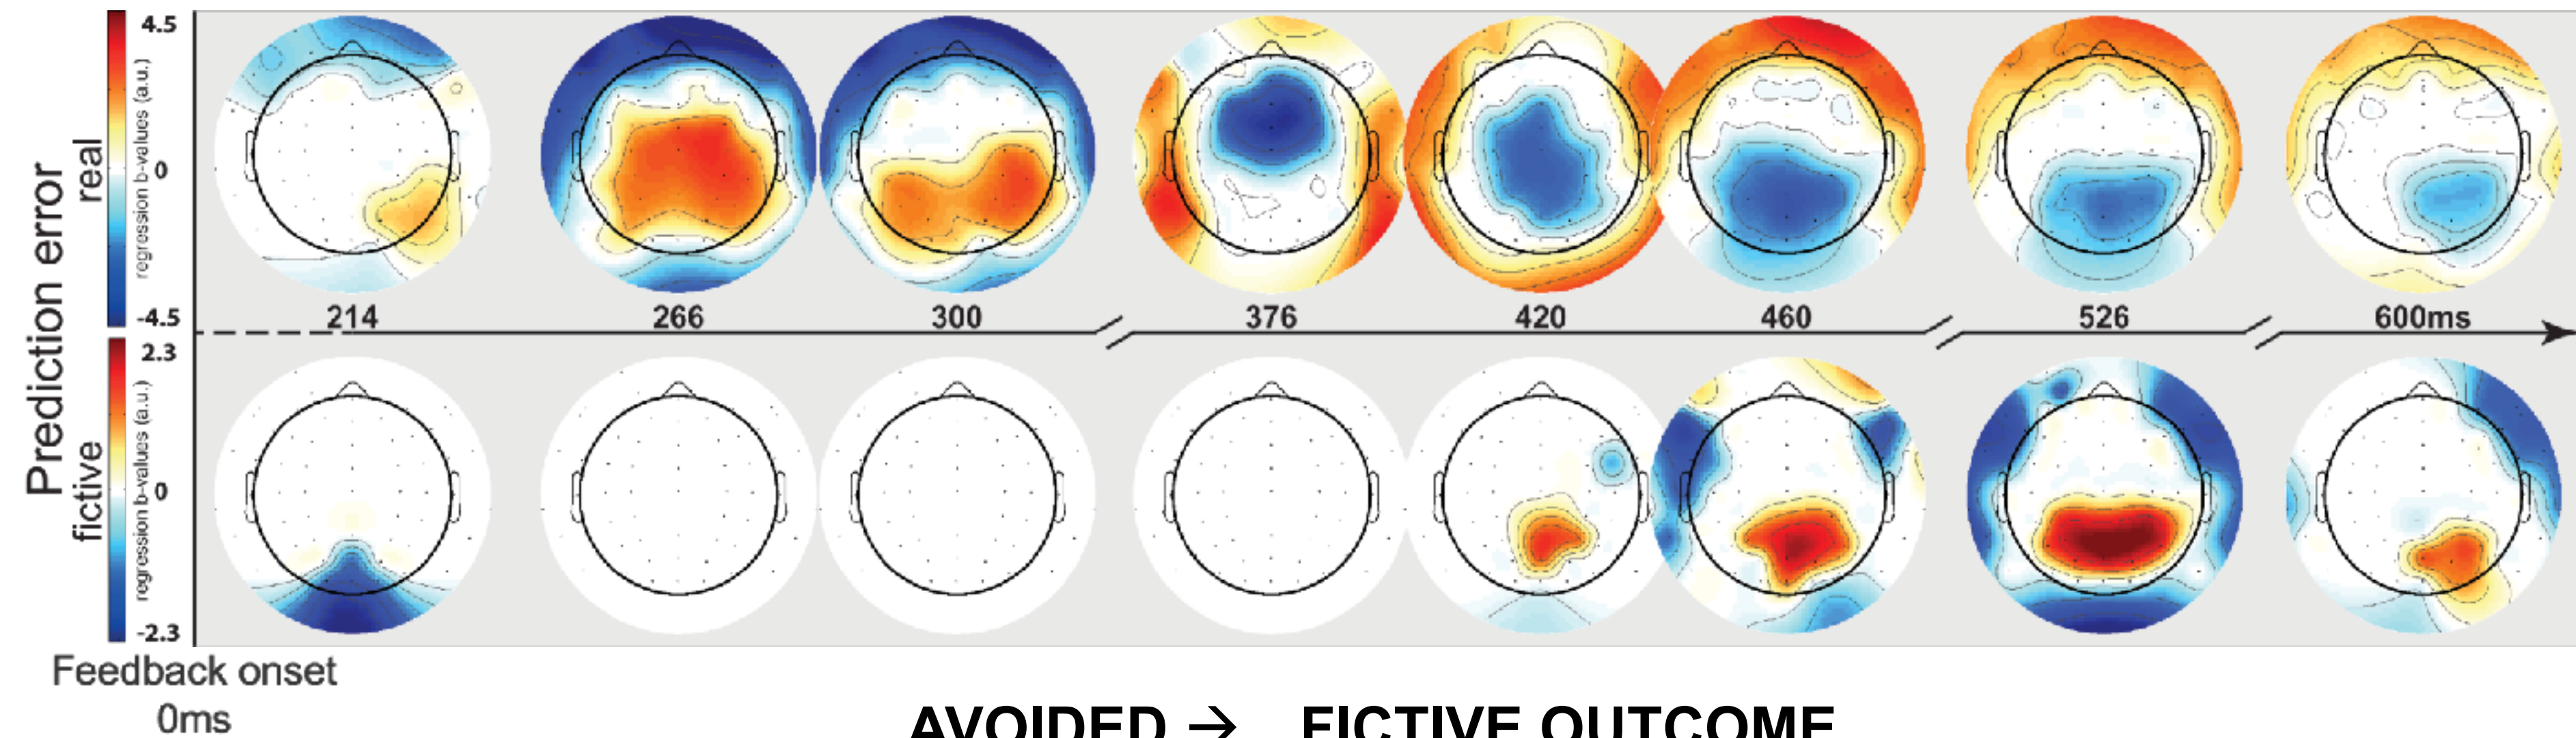 Prediction error
real
fictive
4.5
0
-4.5
regression b-values (a.u.)
2.3
0
-2.3
regression b-values (a.u.)
214
266
300
376
420
460
526
600ms
Feedback onset
0ms
AVOIDED → FICTIVE OUTCOME